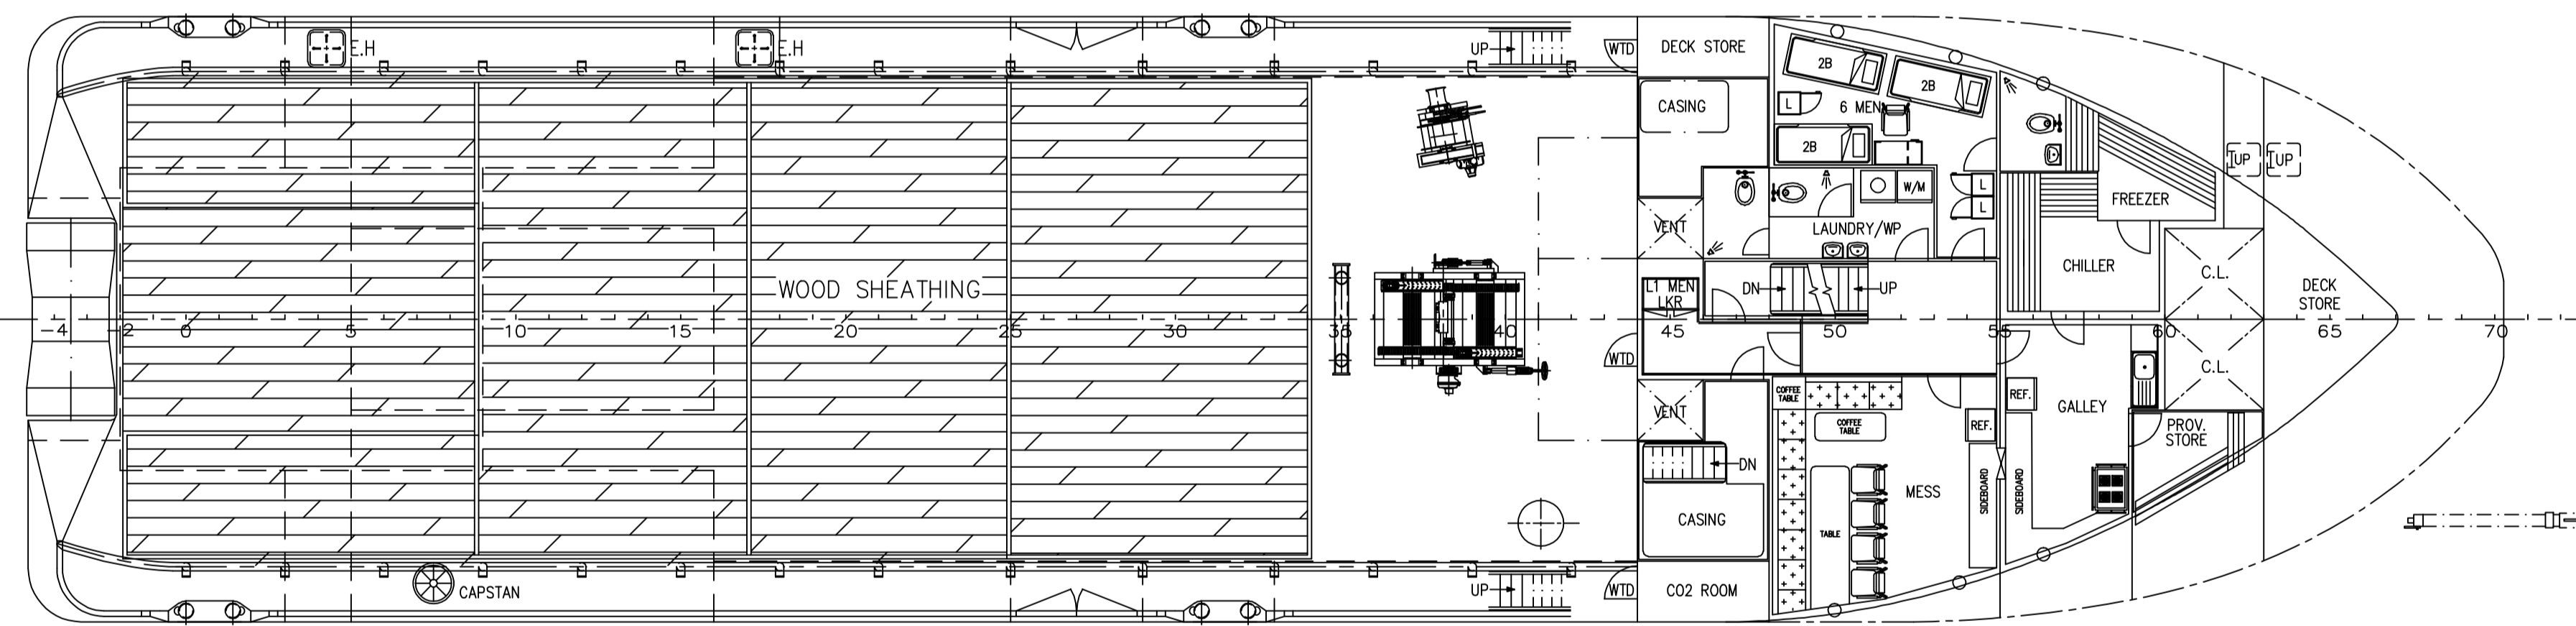 E.H
E.H
UP
WTD
DECK STORE
2B
2B
L
6 MEN
2B
CASING
W/M
L
L
UP
UP
FREEZER
VENT
LAUNDRY/WP
CHILLER
C.L.
WOOD SHEATHING
L1 MEN
LKR
DN
UP
DECK
STORE
-4
-2
0
5
10
15
20
25
30
35
40
45
50
55
60
65
70
WTD
C.L.
COFFEE
TABLE
REF.
VENT
COFFEE
TABLE
REF.
GALLEY
PROV.
STORE
DN
MESS
SIDEBOARD
SIDEBOARD
CASING
TABLE
CAPSTAN
UP
WTD
CO2 ROOM